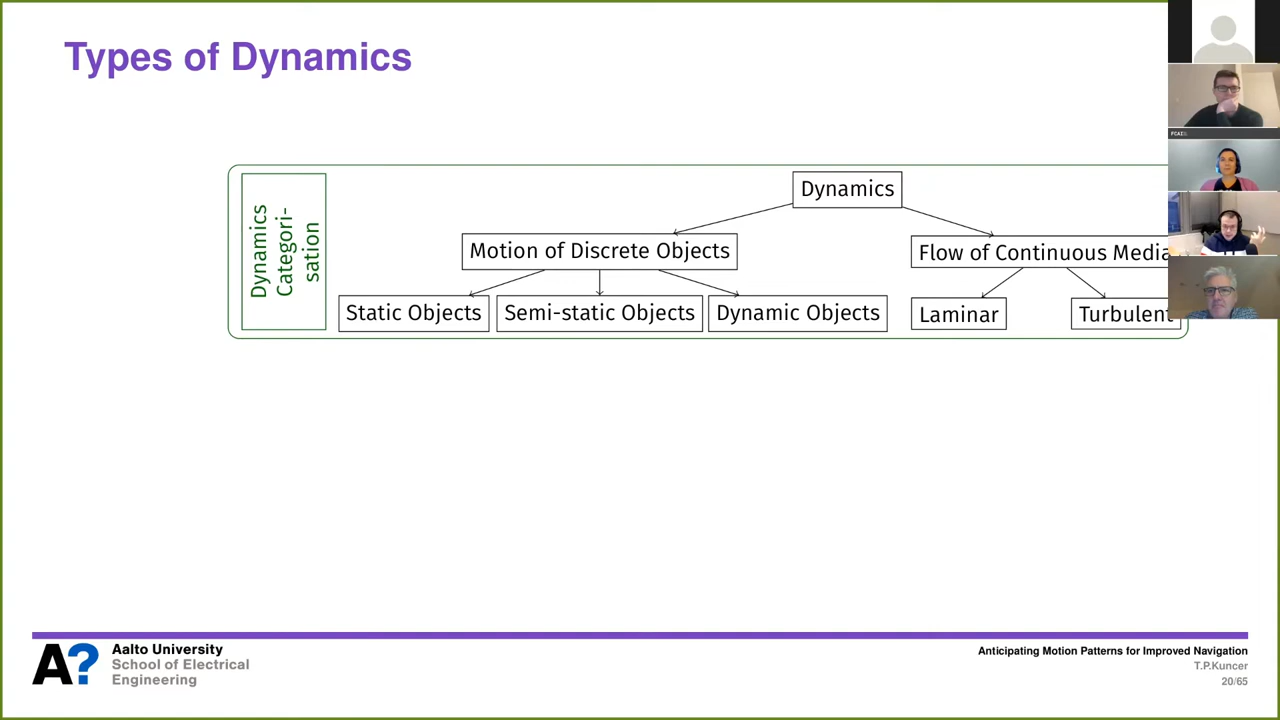 Types of Dynamics
Dynamics
Categori-
sation
Dynamics
Motion of Discrete Objects
Flow of Continuous Media
Static Objects
Semi-static Objects
Dynamic Objects
Laminar
Turbulent
FCAI
A?
Aalto University
School of Electrical
Engineering
Anticipating Motion Patterns for Improved Navigation
T.P.Kuncer
20/65